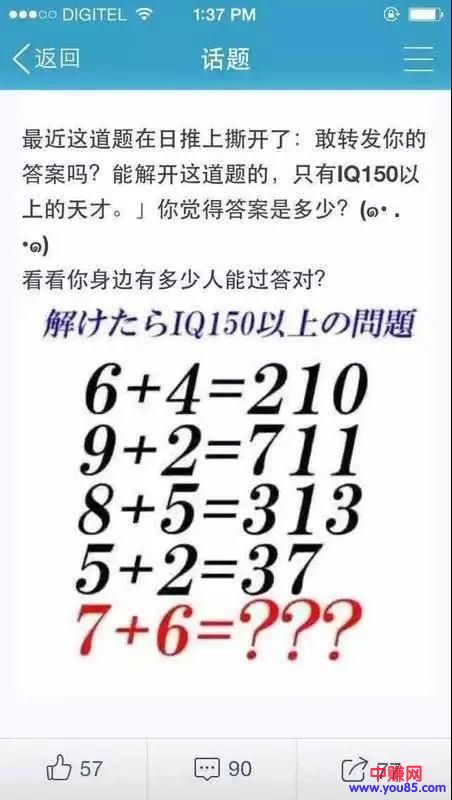 DIGITEL 1:37 PM
返回 话题
最近这道题在日推上撕开了：敢转发你的
答案吗？能解开这道题的，只有IQ150以
上的天才。」你觉得答案是多少？(๑• .
•๑)
看看你身边有多少人能过答对？
解けたらIQ150以上の問題
6+4=210
9+2=711
8+5=313
5+2=37
7+6=???
57 90
中赚网
www.you85.com